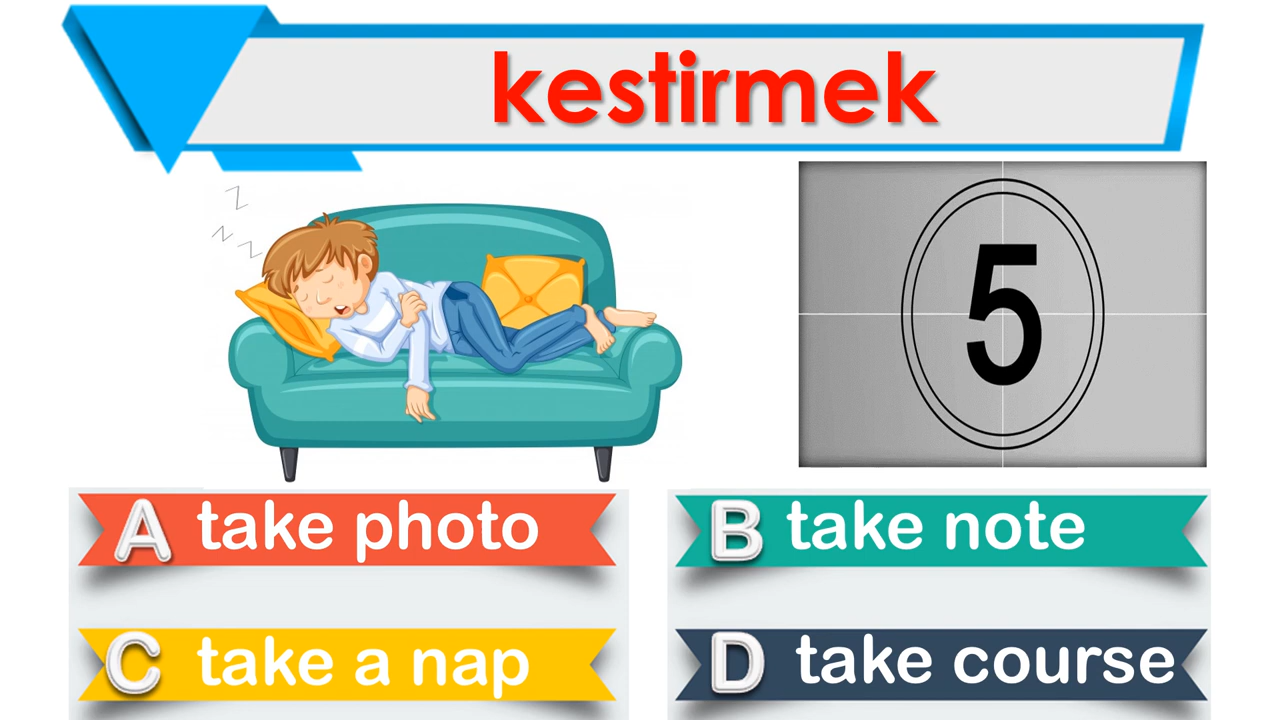 kestirmek
5
A take photo
B take note
C take a nap
D take course